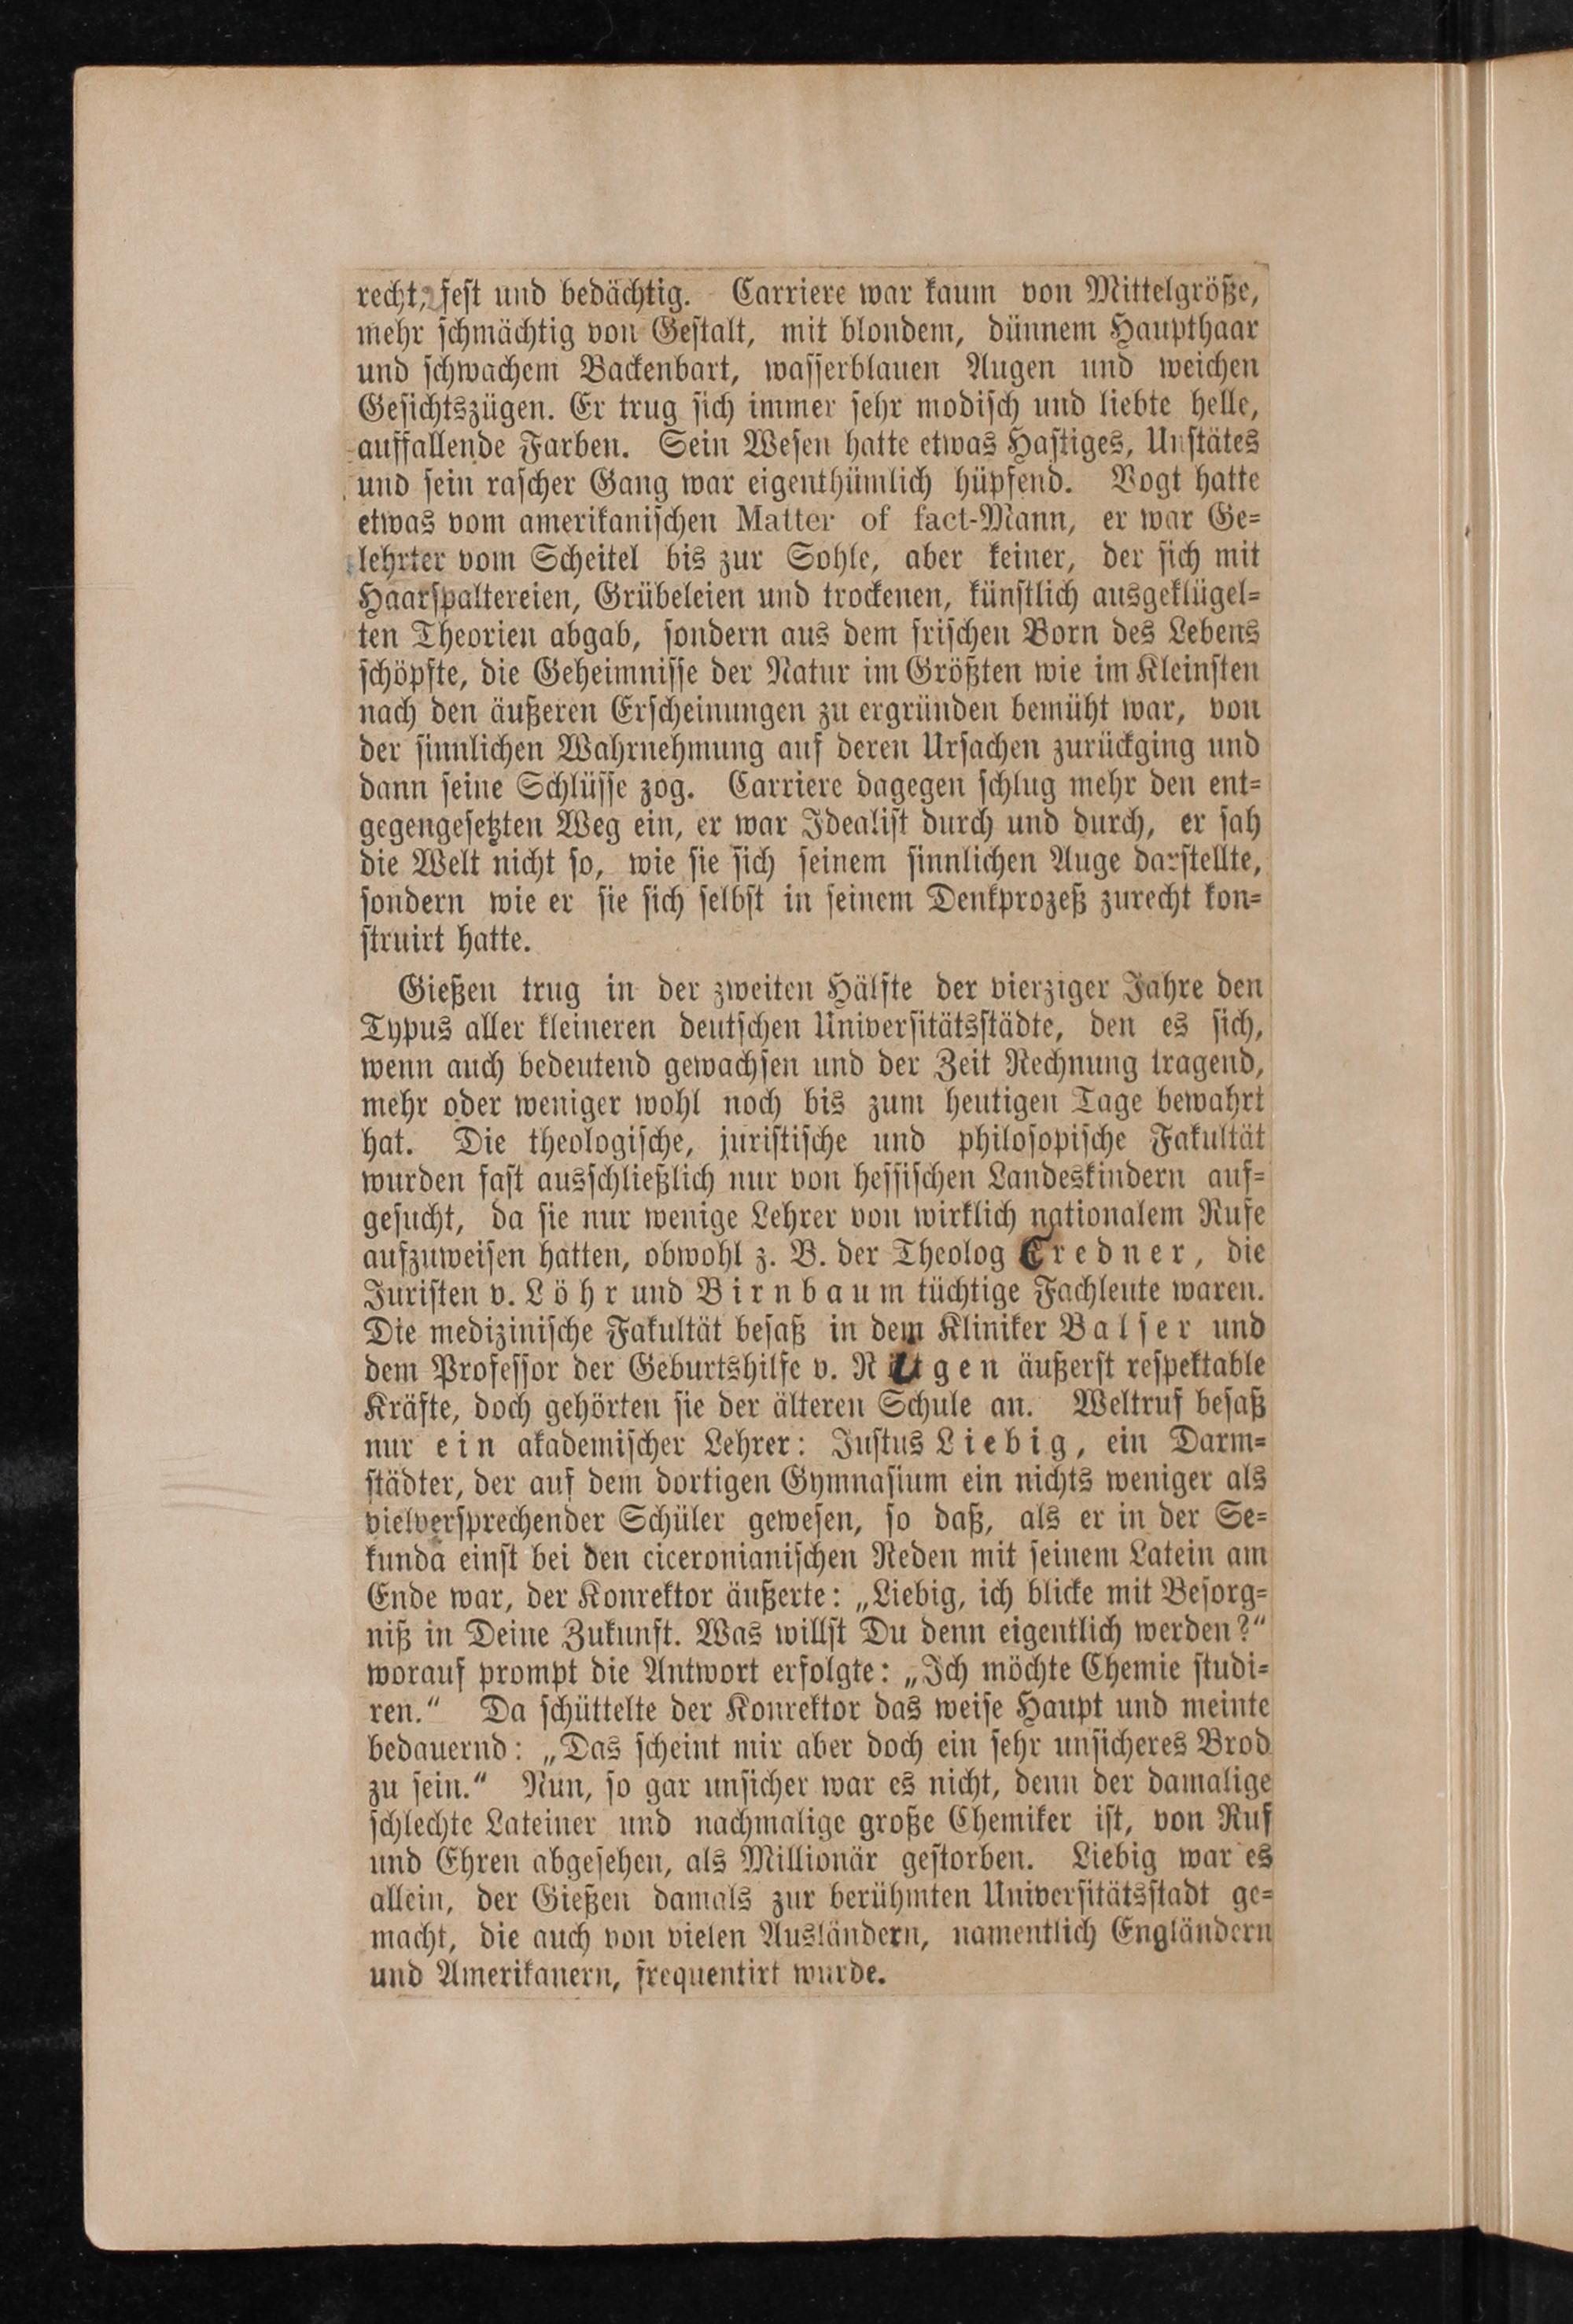 recht, fest und bedächtig. Carriere war kaum von Mittelgröße,
mehr schmächtig von Gestalt, mit blondem, dünnem Haupthaar
und schwachem Backenbart, wasserblauen Augen und weichen
Gesichtszügen. Er trug sich immer sehr modisch und liebte helle,
auffallende Farben. Sein Wesen hatte etwas Hastiges, Unstätes
und sein rascher Gang war eigenthümlich hüpfend. Vogt hatte
etwas vom amerikanischen Matter of fact-Mann, er war Ge-
lehrter vom Scheitel bis zur Sohle, aber keiner, der sich mit
Haarspaltereien, Grübeleien und trockenen, künstlich ausgeklügel-
ten Theorien abgab, sondern aus dem frischen Born des Lebens
schöpfte, die Geheimnisse der Natur im Größten wie im Kleinsten
nach den äußeren Erscheinungen zu ergründen bemüht war, von
der sinnlichen Wahrnehmung auf deren Ursachen zurückging und
dann seine Schlüsse zog. Carriere dagegen schlug mehr den ent-
gegengesetzten Weg ein, er war Idealist durch und durch, er sah
die Welt nicht so, wie sie sich seinem sinnlichen Auge darstellte,
sondern wie er sie sich selbst in seinem Denkprozeß zurecht kon-
struirt hatte.
Gießen trug in der zweiten Hälfte der vierziger Jahre den
Typus aller kleineren deutschen Universitätsstädte, den es sich,
wenn auch bedeutend gewachsen und der Zeit Rechnung tragend,
mehr oder weniger wohl noch bis zum heutigen Tage bewahrt
hat. Die theologische, juristische und philosopische Fakultät
wurden fast ausschließlich nur von hessischen Landeskindern auf-
gesucht, da sie nur wenige Lehrer von wirklich nationalem Rufe
aufzuweisen hatten, obwohl z. B. der Theolog Credner, die
Juristen v. Löhr und Birnbaum tüchtige Fachleute waren.
Die medizinische Fakultät besaß in dem Kliniker Balser und
dem Professor der Geburtshilfe v. Ritgen äußerst respektable
Kräfte, doch gehörten sie der älteren Schule an. Weltruf besaß
nur ein akademischer Lehrer: Justus Liebig, ein Darm-
städter, der auf dem dortigen Gymnasium ein nichts weniger als
vielversprechender Schüler gewesen, so daß, als er in der Se-
kunda einst bei den ciceronianischen Reden mit seinem Latein am
Ende war, der Konrektor äußerte: „Liebig, ich blicke mit Besorg-
niß in Deine Zukunft. Was willst Du denn eigentlich werden?“
worauf prompt die Antwort erfolgte: „Ich möchte Chemie studi-
ren.“ Da schüttelte der Konrektor das weise Haupt und meinte
bedauernd: „Das scheint mir aber doch ein sehr unsicheres Brod
zu sein.“ Nun, so gar unsicher war es nicht, denn der damalige
schlechte Lateiner und nachmalige große Chemiker ist, von Ruf
und Ehren abgesehen, als Millionär gestorben. Liebig war es
allein, der Gießen damals zur berühmten Universitätsstadt ge-
macht, die auch von vielen Ausländern, namentlich Engländern
und Amerikanern, frequentirt wurde.